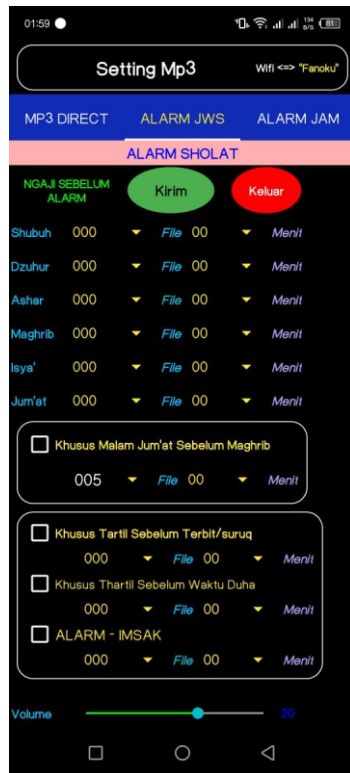 01:59 134 B/S 81
Setting Mp3 Wifi <=> "Fanoku"
MP3 DIRECT ALARM JWS ALARM JAM
ALARM SHOLAT
NGAJI SEBELUM
ALARM
Kirim Keluar
Shubuh 000 File 00 Menit
Dzuhur 000 File 00 Menit
Ashar 000 File 00 Menit
Maghrib 000 File 00 Menit
Isya' 000 File 00 Menit
Jum'at 000 File 00 Menit
Khusus Malam Jum'at Sebelum Maghrib
005 File 00 Menit
Khusus Tartil Sebelum Terbit/suruq
000 File 00 Menit
Khusus Thartil Sebelum Waktu Duha
000 File 00 Menit
ALARM - IMSAK
000 File 00 Menit
Volume 20